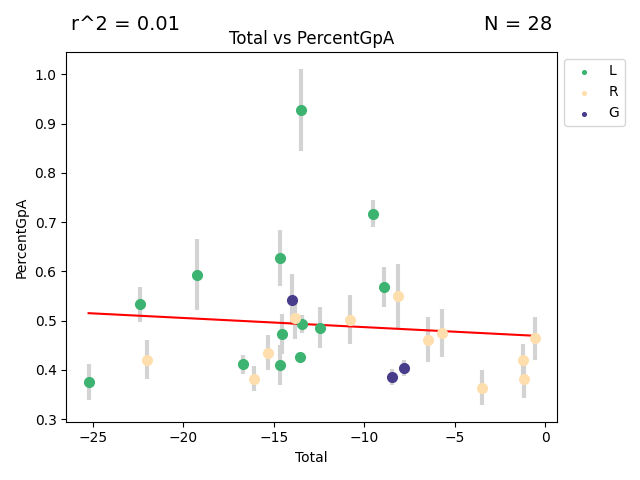 r^2 = 0.01
N = 28
Total vs PercentGpA
L
R
G
1.0
0.9
0.8
0.7
0.6
0.5
0.4
0.3
PercentGpA
−25
−20
−15
−10
−5
0
Total